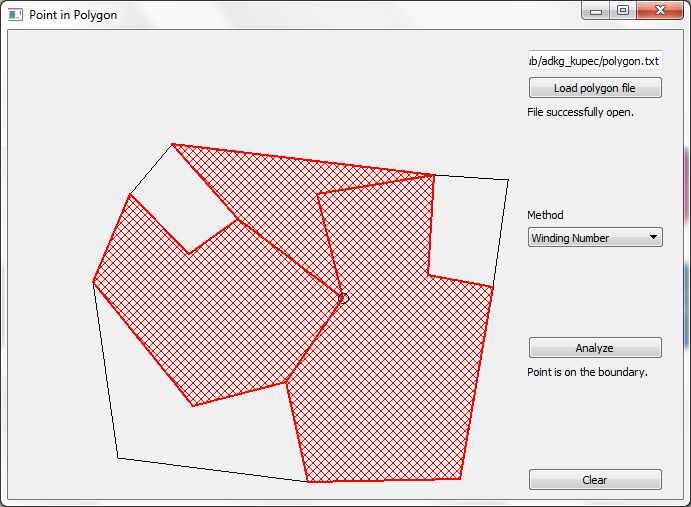 Point in Polygon
ub/adkg_kupec/polygon.txt
Load polygon file
File successfully open.
Method
Winding Number
Analyze
Point is on the boundary.
Clear